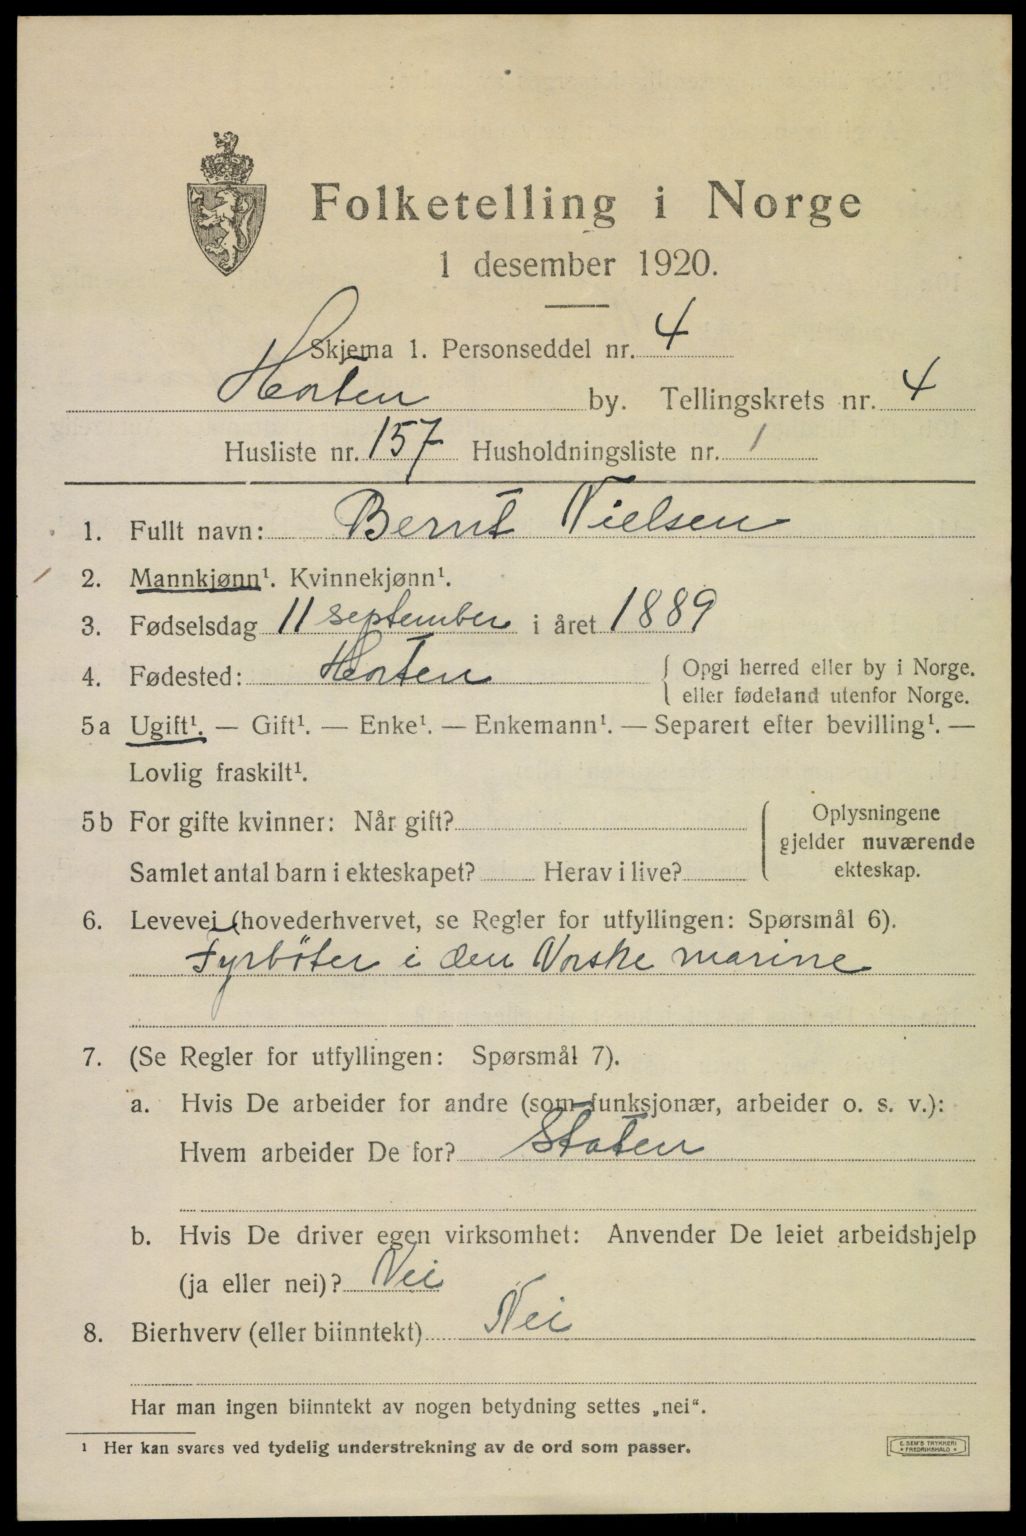 Folketelling i Norge
1 desember 1920.
Skjema 1. Personseddel nr. 4
Horten by. Tellingskrets nr. 4
Husliste nr. 157 Husholdningsliste nr. 1
1. Fullt navn: Bernt Nielsen
2. Mannkjønn¹. Kvinnekjønn¹.
3. Fødselsdag 11 september i året 1889
4. Fødested: Horten { Opgi herred eller by i Norge.
eller fødeland utenfor Norge.
5a Ugift¹. — Gift¹. — Enke¹. — Enkemann¹. — Separert efter bevilling¹. —
Lovlig fraskilt¹.
5b For gifte kvinner: Når gift? { Oplysningene
gjelder nuværende
Samlet antal barn i ekteskapet? Herav i live? ekteskap.
6. Levevei (hovederhvervet, se Regler for utfyllingen: Spørsmål 6).
Fyrbøter i den Norske marine
7. (Se Regler for utfyllingen: Spørsmål 7).
a. Hvis De arbeider for andre (som funksjonær, arbeider o. s. v.):
Hvem arbeider De for? Staten
b. Hvis De driver egen virksomhet: Anvender De leiet arbeidshjelp
(ja eller nei)? Nei
8. Bierhverv (eller biinntekt) Nei
Har man ingen biinntekt av nogen betydning settes „nei“.
¹ Her kan svares ved tydelig understrekning av de ord som passer.
E. SEM'S TRYKKERI
FREDRIKSHALD